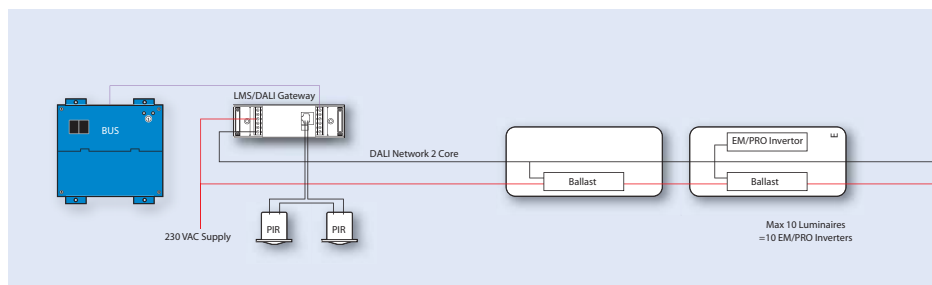 LMS/DALI Gateway
BUS
DALI Network 2 Core
EM/PRO Invertor
E
Ballast
Ballast
PIR
PIR
230 VAC Supply
Max 10 Luminaires
=10 EM/PRO Inverters